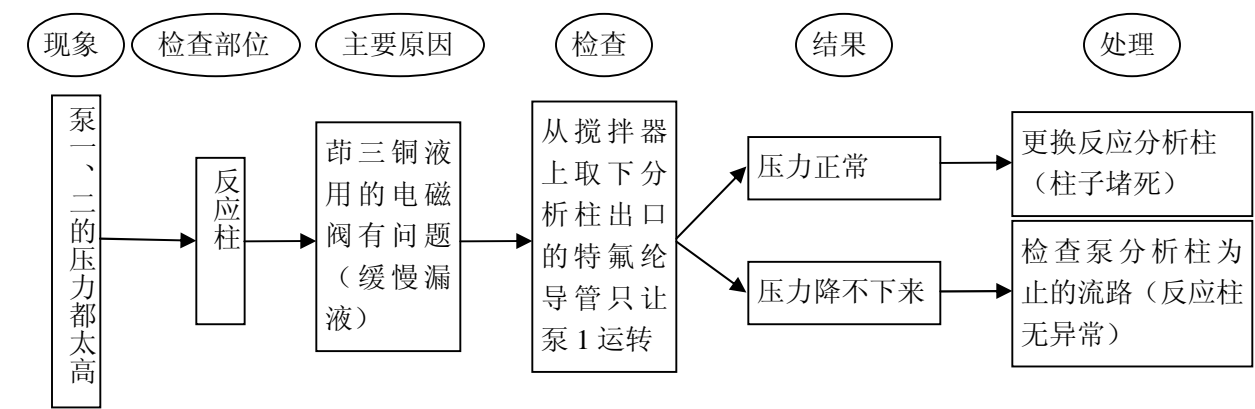 现象 检查部位 主要原因 检查 结果 处理
泵一、二的压力都太高
反应柱
茚三铜液
用的电磁
阀有问题
（缓慢漏
液）
从搅拌器
上取下分
析柱出口
的特氟纶
导管只让
泵 1 运转
压力正常
压力降不下来
更换反应分析柱
（柱子堵死）
检查泵分析柱为
止的流路（反应柱
无异常）